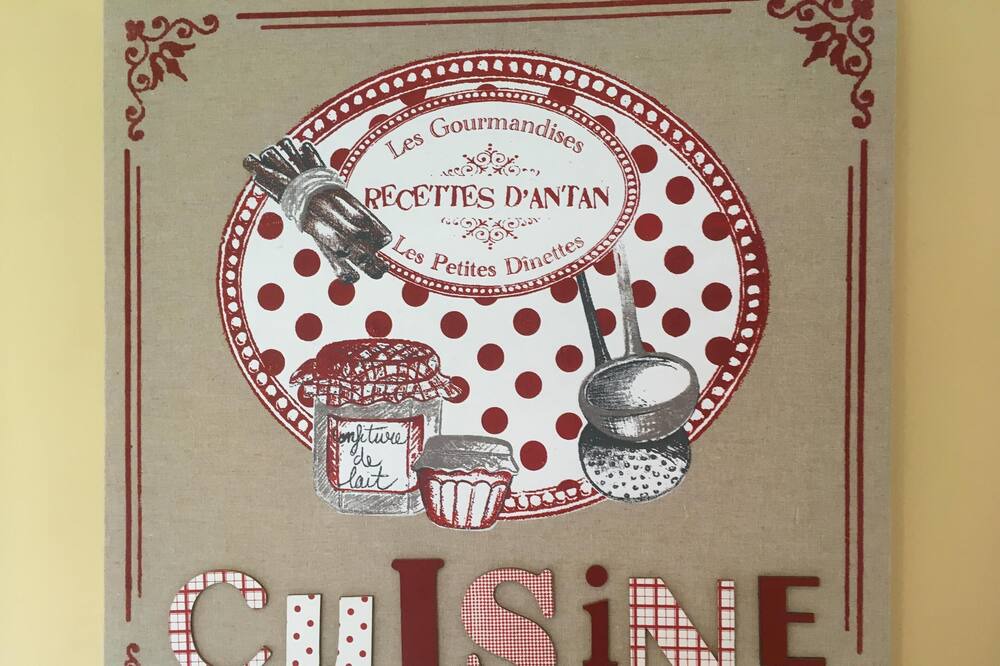 Les Gourmandises
RECETTES D'ANTAN
Les Petites Dînettes
confiture
de
lait
CUISiNE